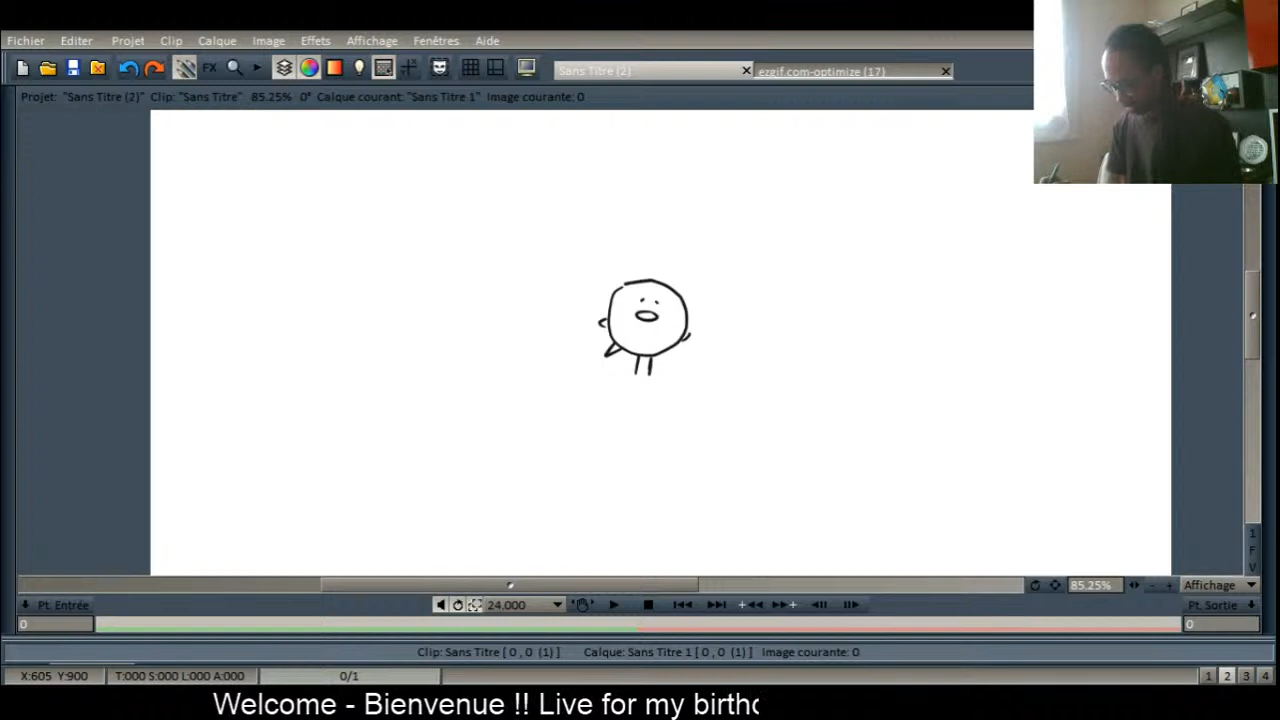 Fichier Editer Projet Clip Calque Image Effets Affichage Fenêtres Aide
FX Sans Titre (2) ezgif.com-optimize (17)
Projet: "Sans Titre (2)" Clip: "Sans Titre" 85.25% 0° Calque courant: "Sans Titre 1" Image courante: 0
1
F
V
85.25% Affichage
Pt. Entrée 24.000 Pt. Sortie
0 0
Clip: Sans Titre [ 0 , 0 (1) ] Calque: Sans Titre 1 [ 0 , 0 (1) ] Image courante: 0
X:605 Y:900 T:000 S:000 L:000 A:000 0/1 1 2 3 4
Welcome - Bienvenue !! Live for my birth